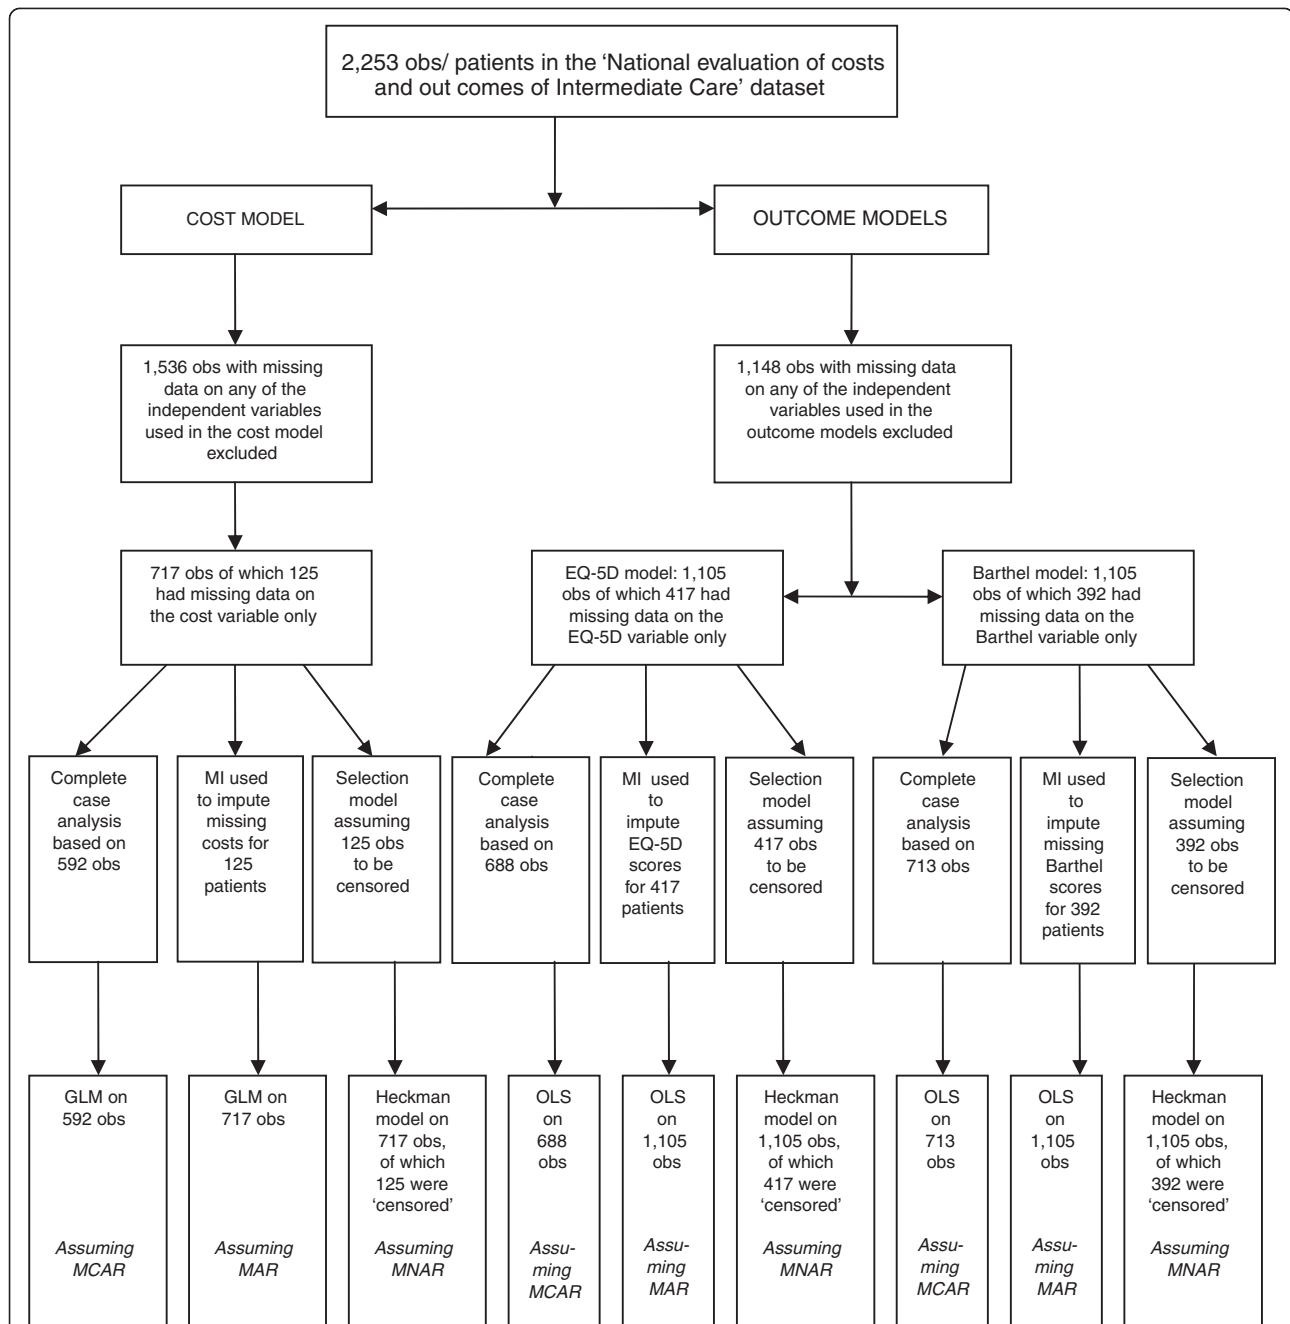 2,253 obs/ patients in the ‘National evaluation of costs
and out comes of Intermediate Care’ dataset
COST MODEL
OUTCOME MODELS
1,536 obs with missing
data on any of the
independent variables
used in the cost model
excluded
1,148 obs with missing data
on any of the independent
variables used in the
outcome models excluded
717 obs of which 125
had missing data on
the cost variable only
EQ-5D model: 1,105
obs of which 417 had
missing data on the
EQ-5D variable only
Barthel model: 1,105
obs of which 392 had
missing data on the
Barthel variable only
Complete
case
analysis
based on
592 obs
MI used
to impute
missing
costs for
125
patients
Selection
model
assuming
125 obs
to be
censored
Complete
case
analysis
based on
688 obs
MI used
to
impute
EQ-5D
scores
for 417
patients
Selection
model
assuming
417 obs
to be
censored
Complete
case
analysis
based on
713 obs
MI used
to
impute
missing
Barthel
scores
for 392
patients
Selection
model
assuming
392 obs
to be
censored
GLM on
592 obs
Assuming
MCAR
GLM on
717 obs
Assuming
MAR
Heckman
model on
717 obs,
of which
125 were
‘censored’
Assuming
MNAR
OLS
on
688
obs
Assu-
ming
MCAR
OLS
on
1,105
obs
Assu-
ming
MAR
Heckman
model on
1,105 obs,
of which
417 were
‘censored’
Assuming
MNAR
OLS
on
713
obs
Assu-
ming
MCAR
OLS
on
1,105
obs
Assu-
ming
MAR
Heckman
model on
1,105 obs,
of which
392 were
‘censored’
Assuming
MNAR